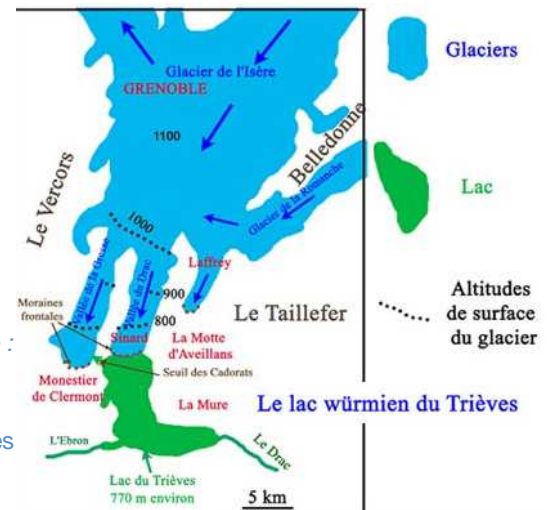 Glacier de l'Isère
GRENOBLE
1100
Belledonne
Le Vercors
Glacier de la Romanche
1000
Laffrey
Vallée de la Gresse
Vallée du Drac
900
800
Le Taillefer
Moraines
frontales
Sinard
La Motte
d'Aveillans
:
Monestier
de Clermont
Seuil des Cadorats
La Mure
Le lac würmien du Trièves
es
L'Ebron
Le Drac
Lac du Trièves
770 m environ
5 km
Glaciers
Lac
Altitudes
de surface
du glacier